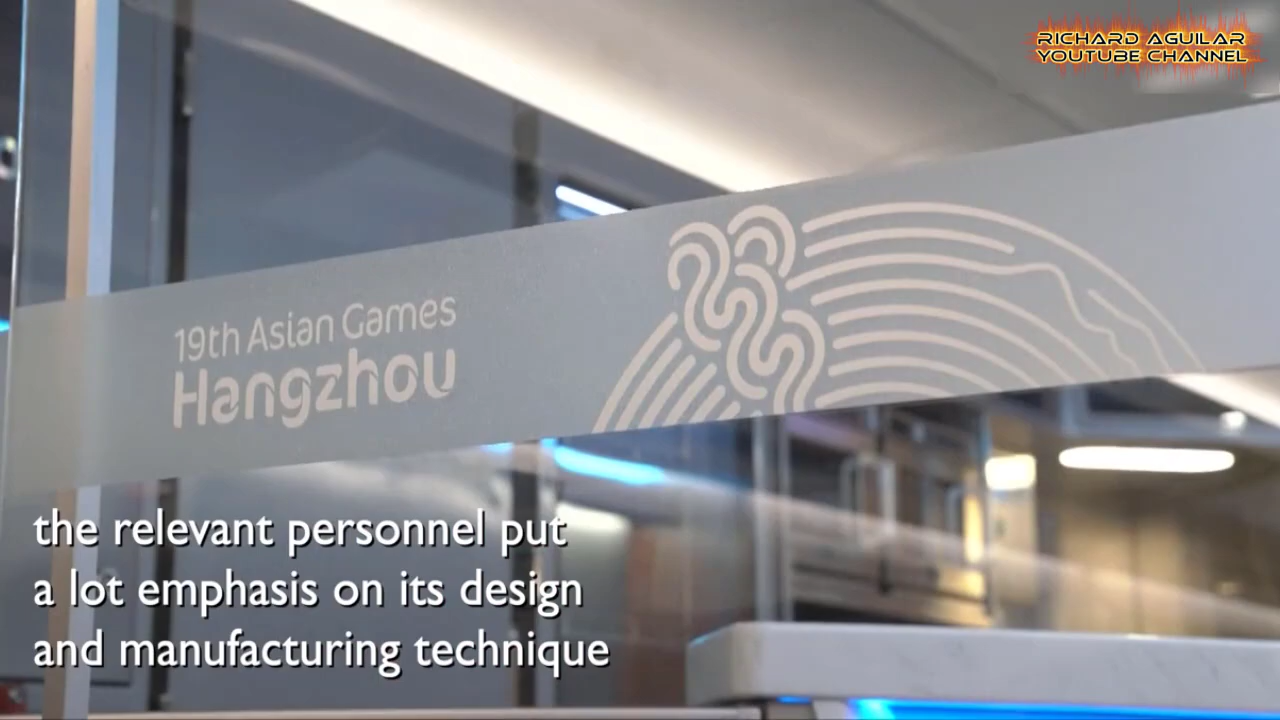 RICHARD AGUILAR
YOUTUBE CHANNEL
19th Asian Games
Hangzhou
the relevant personnel put
a lot emphasis on its design
and manufacturing technique